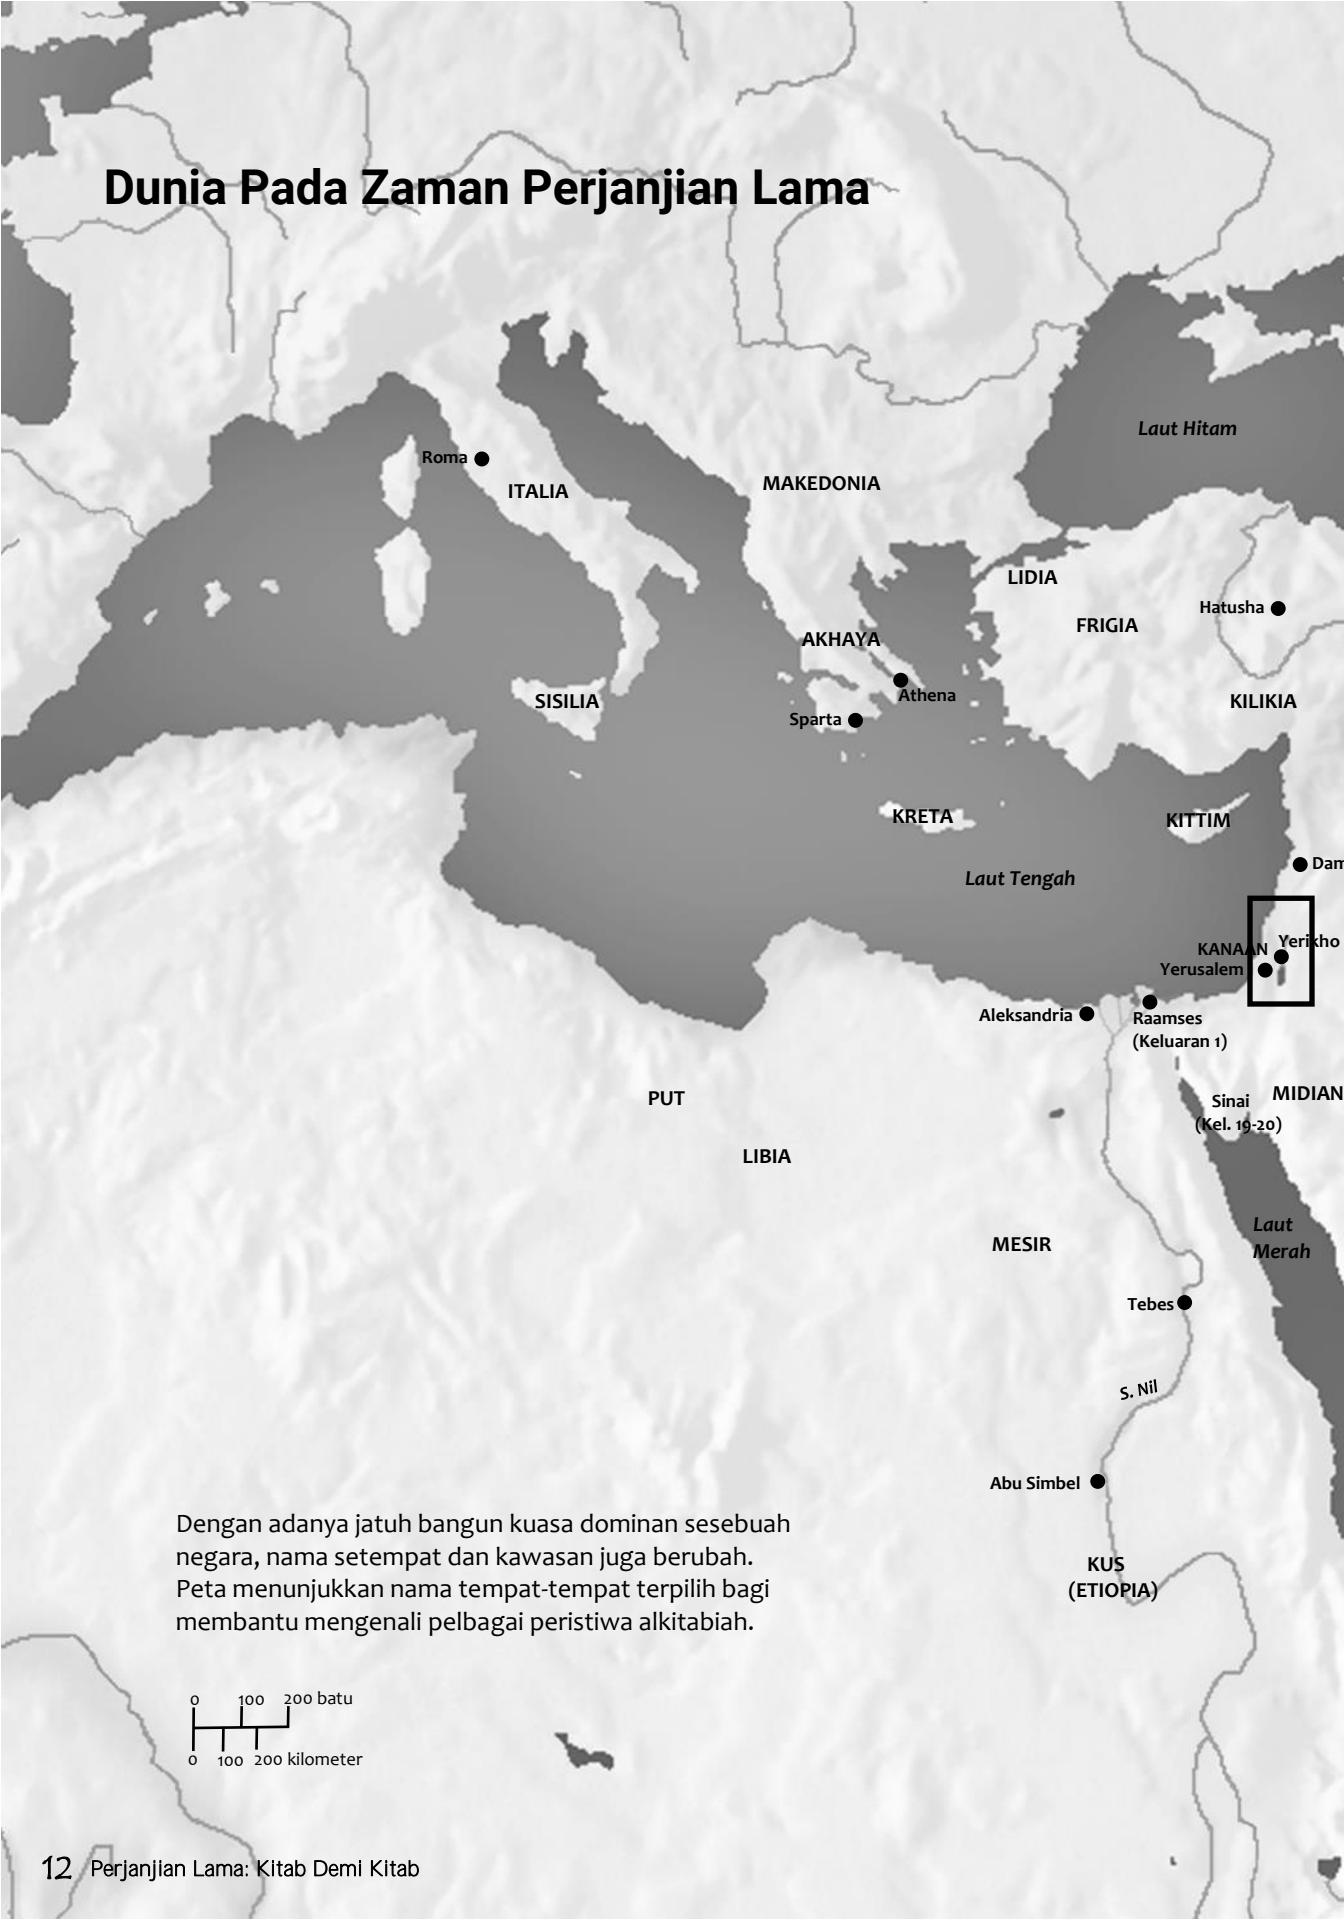 Dunia Pada Zaman Perjanjian Lama
Laut Hitam
Roma
ITALIA
MAKEDONIA
LIDIA
Hatusha
FRIGIA
AKHAYA
Athena
SISILIA
KILIKIA
Sparta
KRETA
KITTIM
Dam
Laut Tengah
Yerikho
KANAAN
Yerusalem
Aleksandria
Raamses
(Keluaran 1)
PUT
Sinai
(Kel. 19-20)
MIDIAN
LIBIA
Laut
Merah
MESIR
Tebes
S. Nil
Abu Simbel
Dengan adanya jatuh bangun kuasa dominan sesebuah
negara, nama setempat dan kawasan juga berubah.
Peta menunjukkan nama tempat-tempat terpilih bagi
membantu mengenali pelbagai peristiwa alkitabiah.
KUS
(ETIOPIA)
0 100 200 batu
0 100 200 kilometer
12 Perjanjian Lama: Kitab Demi Kitab